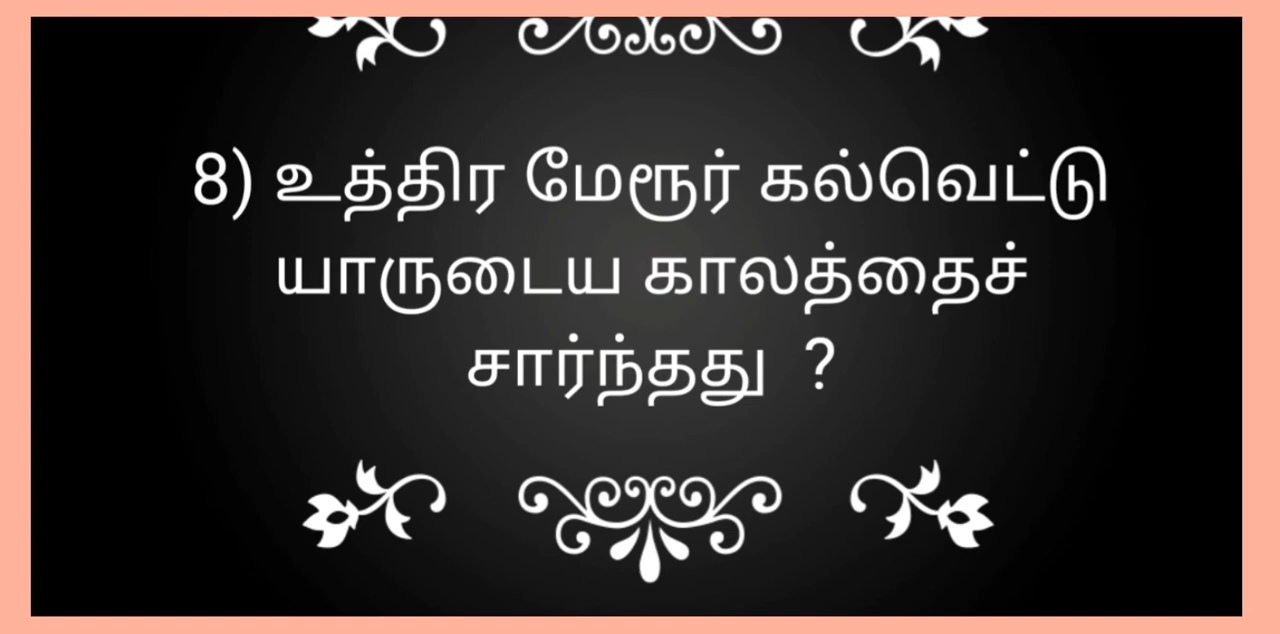 8) உத்திர மேரூர் கல்வெட்டு
யாருடைய காலத்தைச்
சார்ந்தது ?